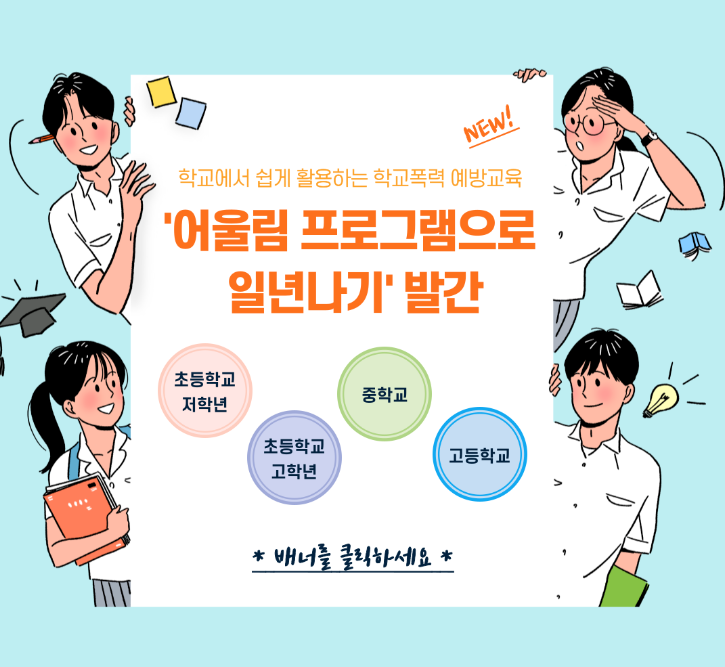 NEW!
학교에서 쉽게 활용하는 학교폭력 예방교육
'어울림 프로그램으로
일년나기' 발간
초등학교
저학년
초등학교
고학년
중학교
고등학교
* 배너를 클릭하세요 *